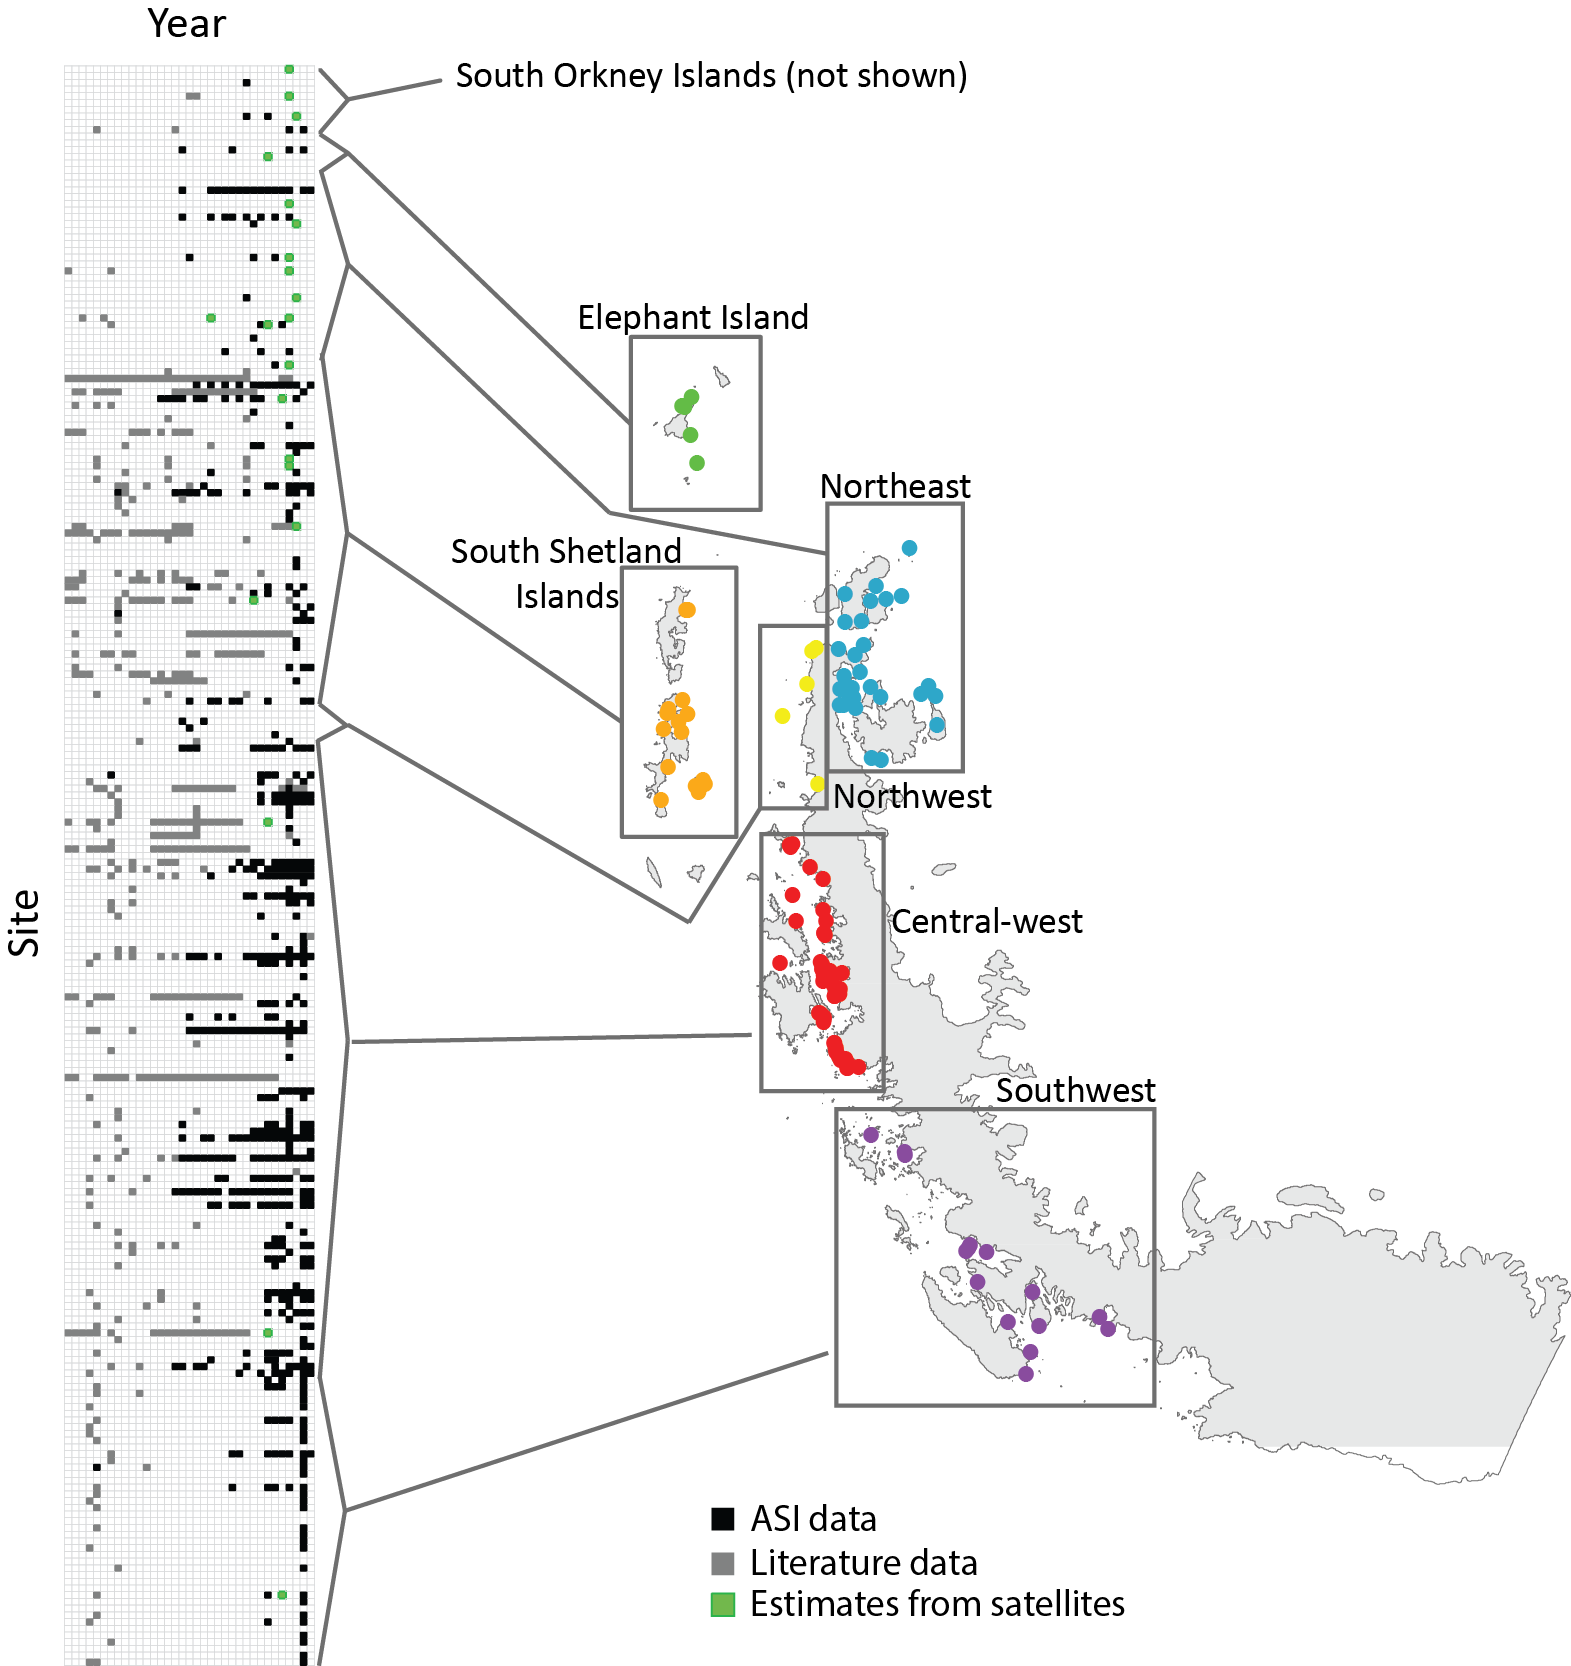 Year
South Orkney Islands (not shown)
Elephant Island
Northeast
South Shetland
Islands
Northwest
Site
Central-west
Southwest
ASI data
Literature data
Estimates from satellites